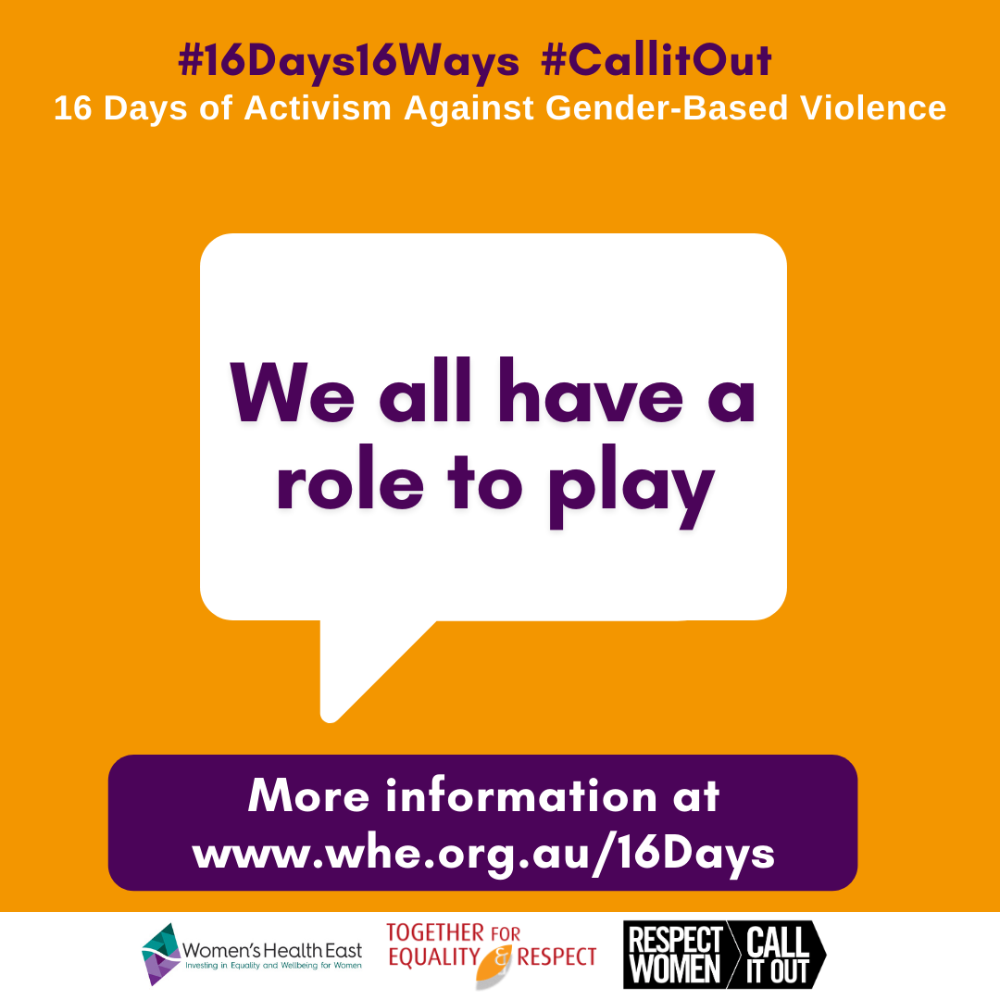 #16Days16Ways #CallitOut
16 Days of Activism Against Gender-Based Violence
We all have a
role to play
More information at
www.whe.org.au/16Days
Women's Health East
Investing in Equality and Wellbeing for Women
TOGETHER FOR
EQUALITY & RESPECT
RESPECT
WOMEN
CALL
IT OUT